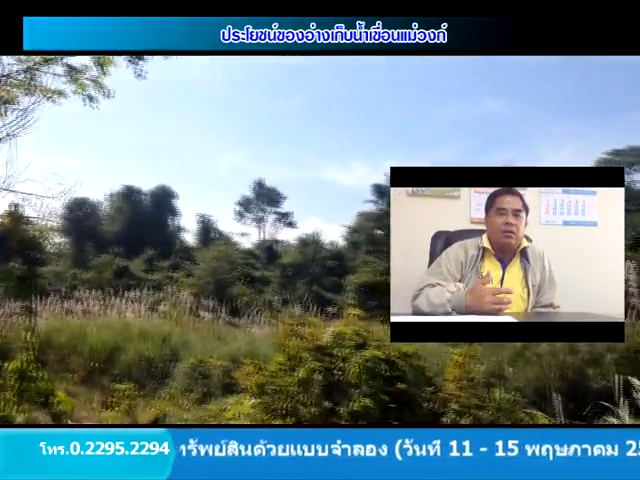 ประโยชน์ของอ่างเก็บน้ำเขื่อนแม่วงก์
โทร.0.2295.2294
ทรัพย์สินด้วยแบบจำลอง (วันที่ 11 - 15 พฤษภาคม 25